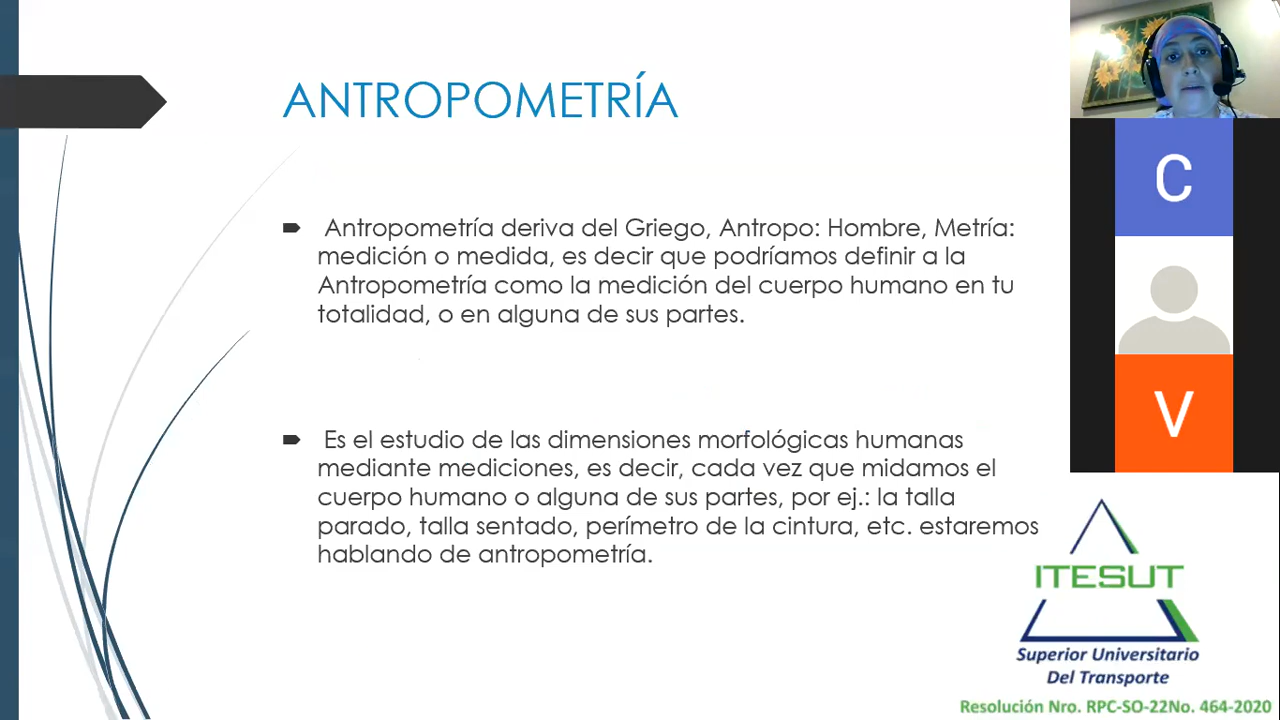 ANTROPOMETRÍA
Antropometría deriva del Griego, Antropo: Hombre, Metría:
medición o medida, es decir que podríamos definir a la
Antropometría como la medición del cuerpo humano en tu
totalidad, o en alguna de sus partes.
Es el estudio de las dimensiones morfológicas humanas
mediante mediciones, es decir, cada vez que midamos el
cuerpo humano o alguna de sus partes, por ej.: la talla
parado, talla sentado, perímetro de la cintura, etc. estaremos
hablando de antropometría.
C
V
ITESUT
Superior Universitario
Del Transporte
Resolución Nro. RPC-SO-22No. 464-2020